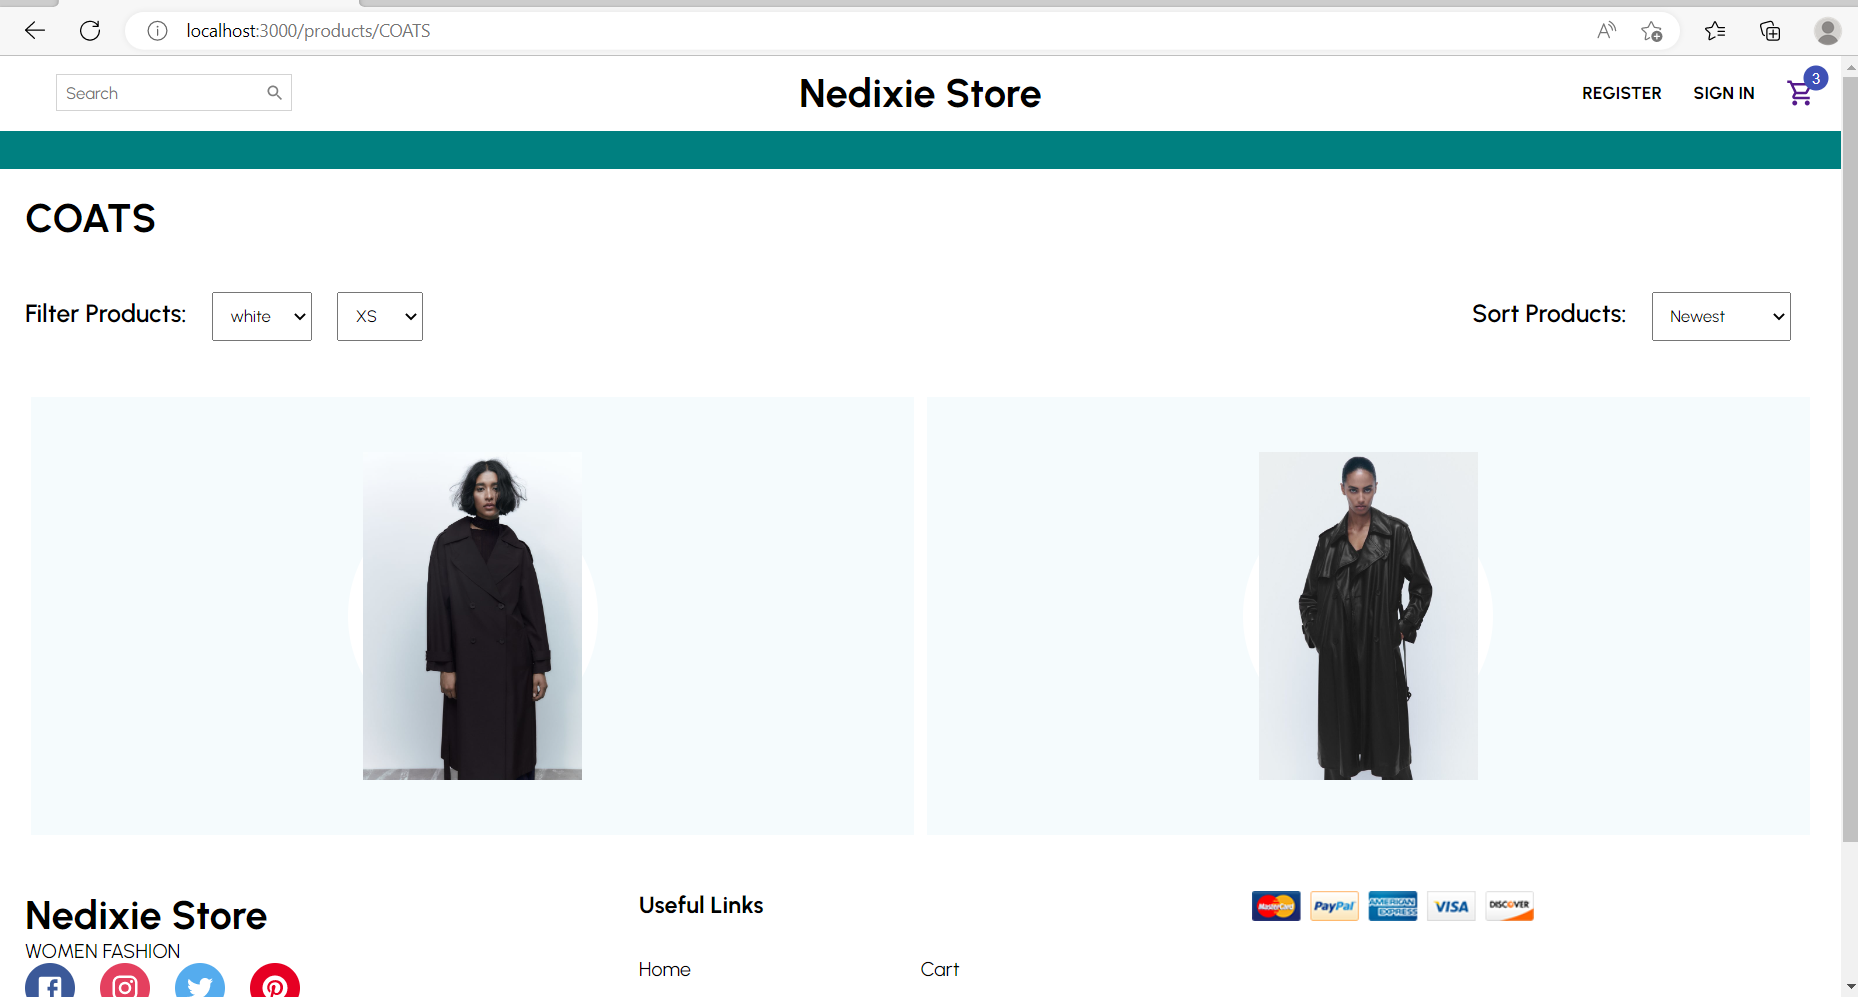 localhost:3000/products/COATS
Search
Nedixie Store
REGISTER
SIGN IN
3
COATS
Filter Products:
white
XS
Sort Products:
Newest
Nedixie Store
WOMEN FASHION
Useful Links
Home
Cart
MasterCard
PayPal
AMERICAN EXPRESS
VISA
DISCOVER